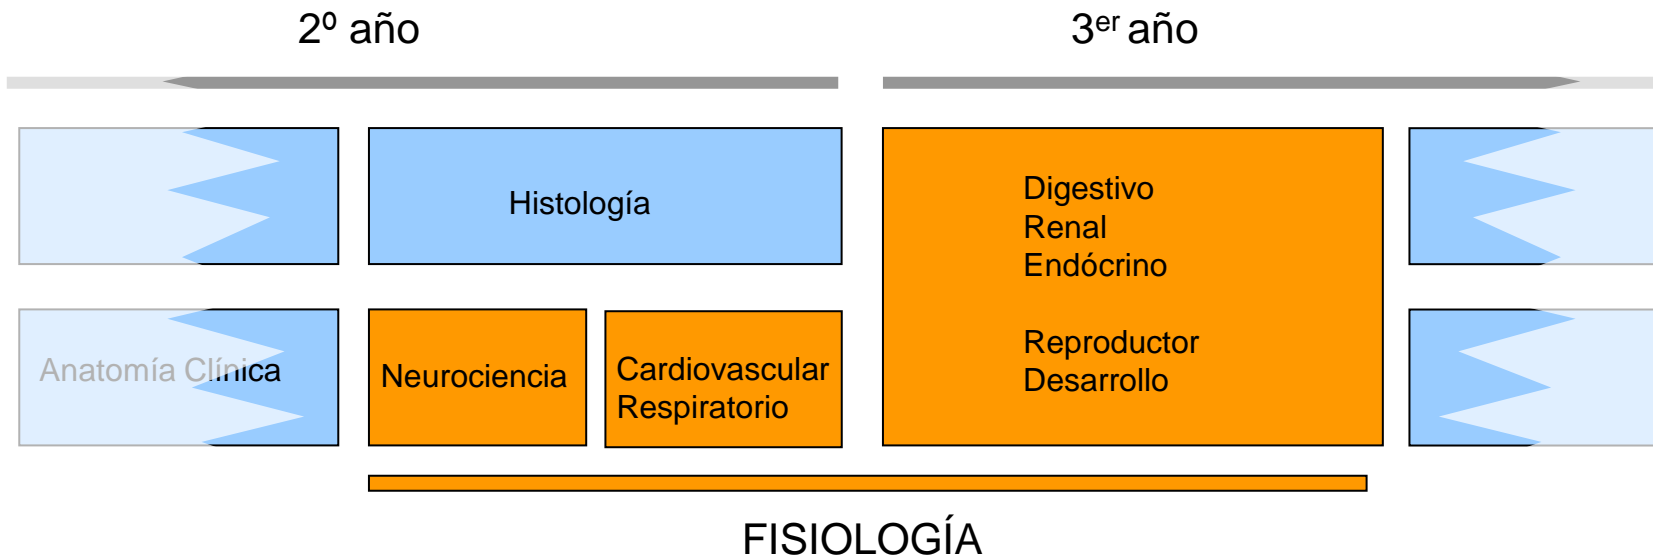 2º año
3er año
Histología
Digestivo
Renal
Endócrino
Reproductor
Desarrollo
Anatomía Clínica
Neurociencia
Cardiovascular
Respiratorio
FISIOLOGÍA